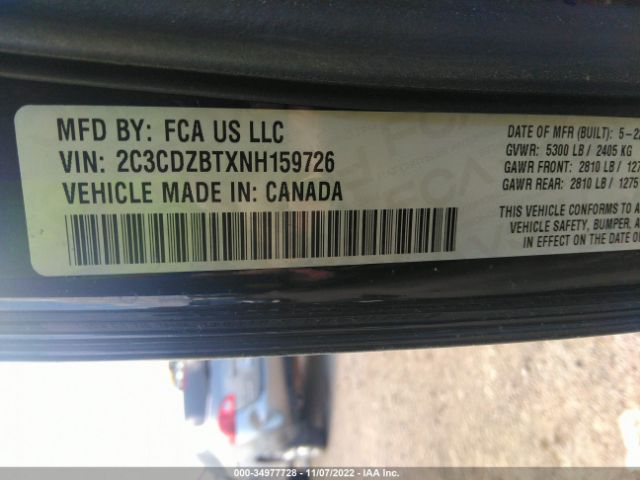 MFD BY: FCA US LLC
VIN: 2C3CDZBTXNH159726
VEHICLE MADE IN: CANADA
DATE OF MFR (BUILT): 5-22
GVWR: 5300 LB / 2405 KG
GAWR FRONT: 2810 LB / 127
GAWR REAR: 2810 LB / 1275
THIS VEHICLE CONFORMS TO A
VEHICLE SAFETY, BUMPER, A
IN EFFECT ON THE DATE O
000-34977728 - 11/07/2022 - IAA Inc.